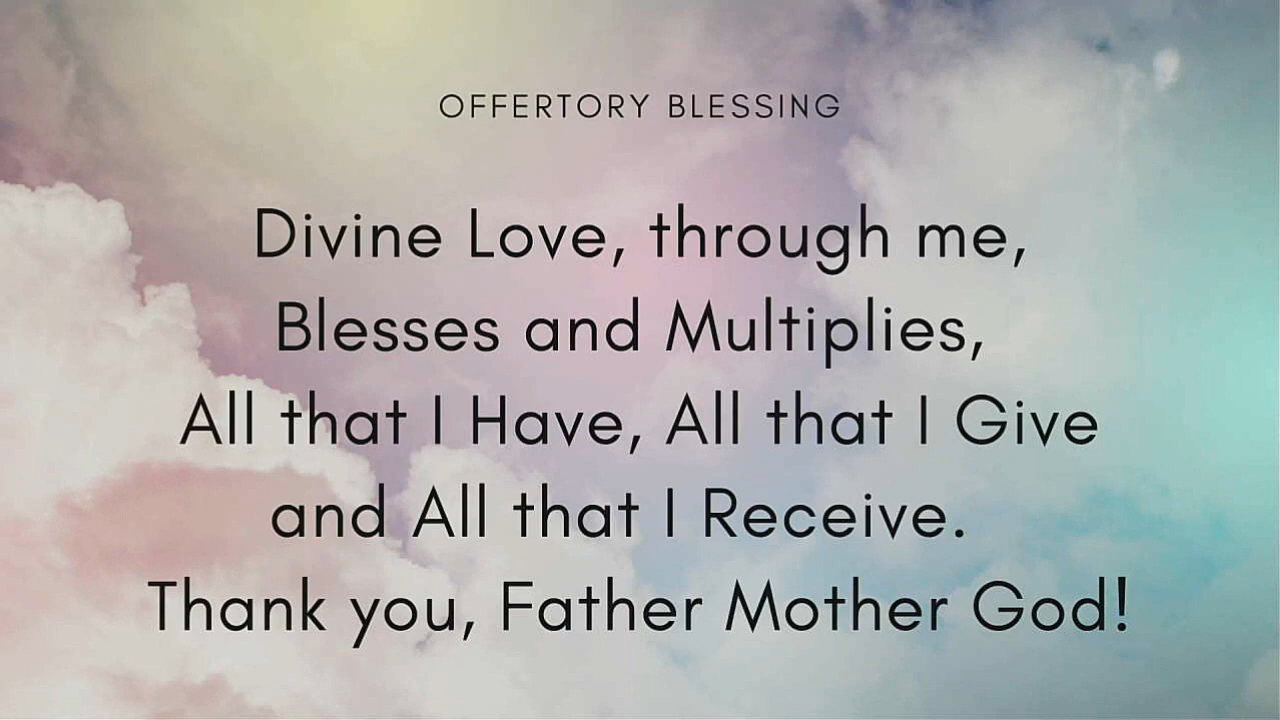 OFFERTORY BLESSING
Divine Love, through me,
Blesses and Multiplies,
All that I Have, All that I Give
and All that I Receive.
Thank you, Father Mother God!